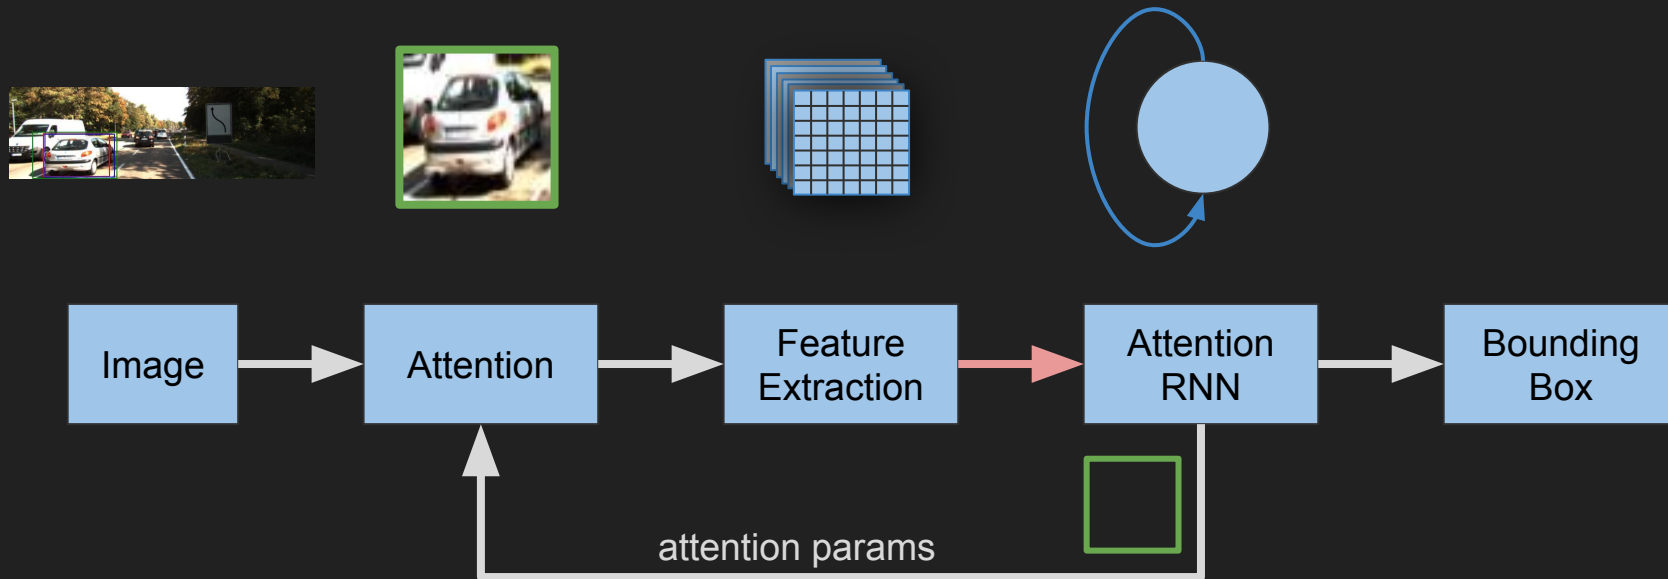 Image
Attention
Feature
Extraction
Attention
RNN
Bounding
Box
attention params